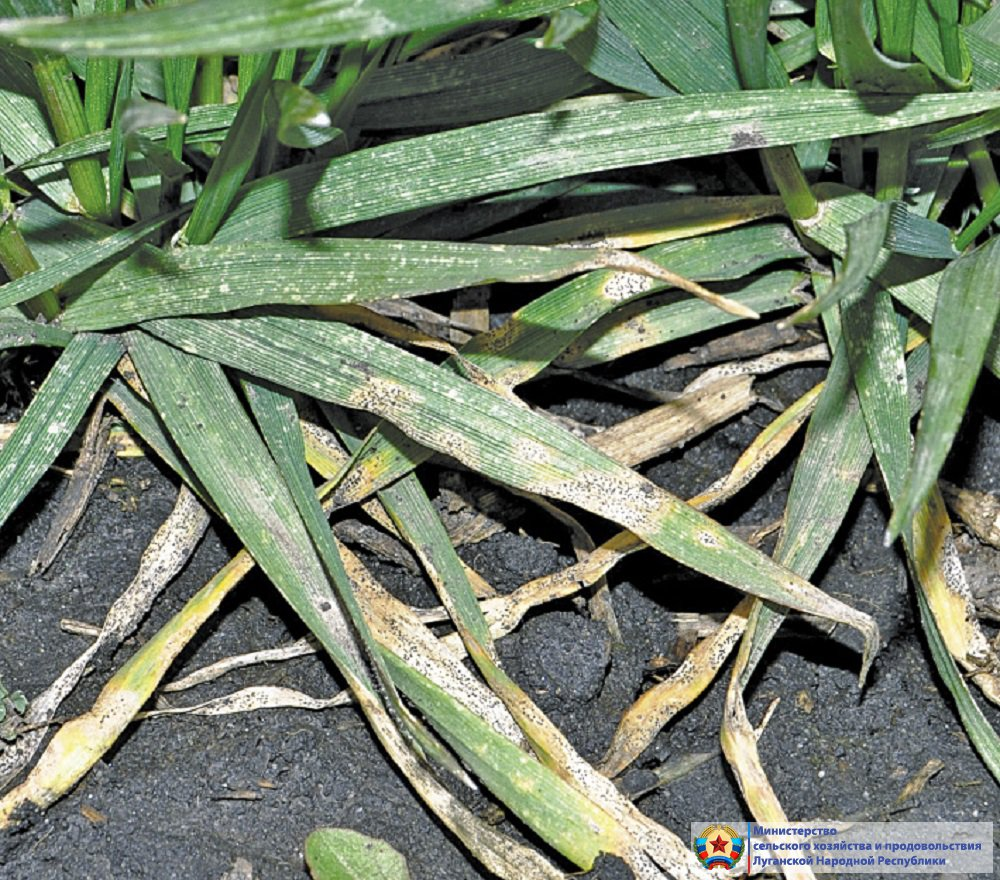 Министерство
сельского хозяйства и продовольствия
Луганской Народной Республики